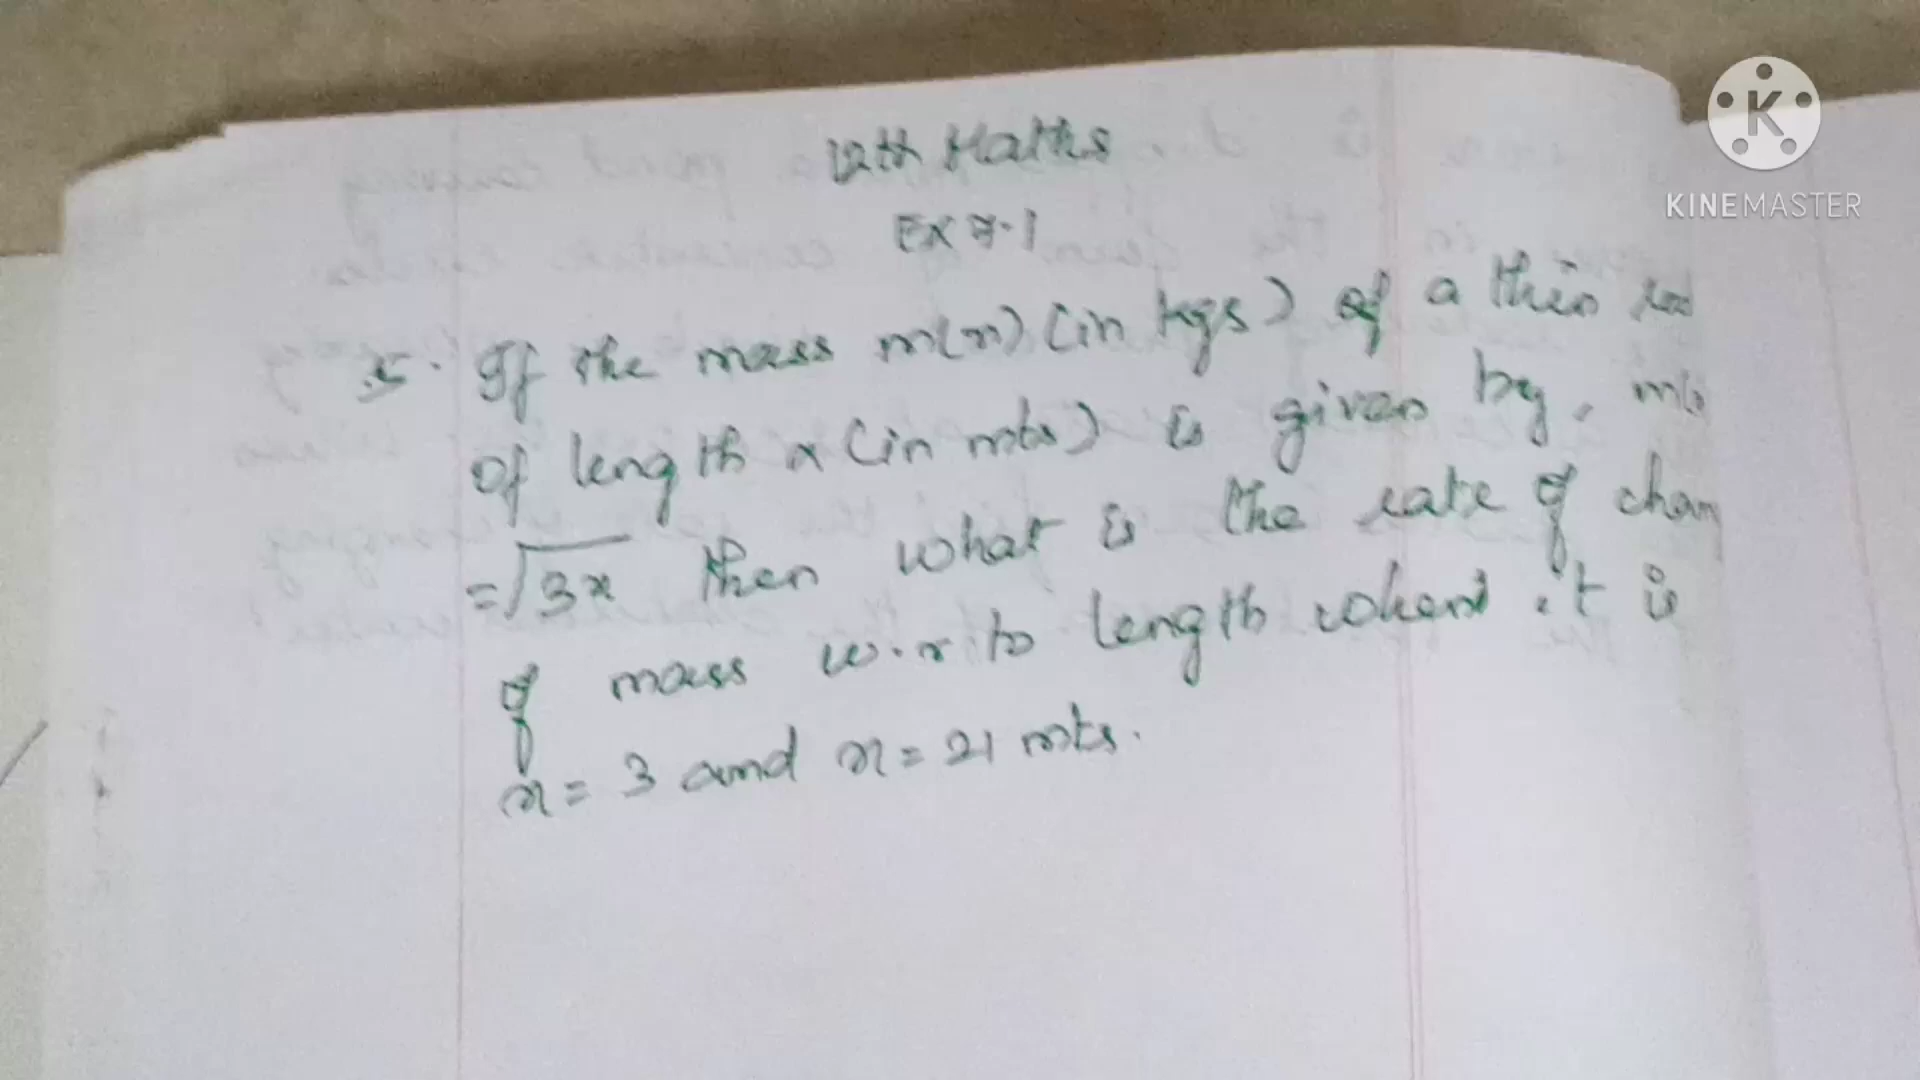 12th Maths
EX 7.1
5. If the mass m(x) (in kgs) of a thin rod
of length x (in mts) is given by, m(
= √3x then what is the rate of chan
of mass w.r to length when it is
x = 3 and x = 21 mts.
K
KINEMASTER